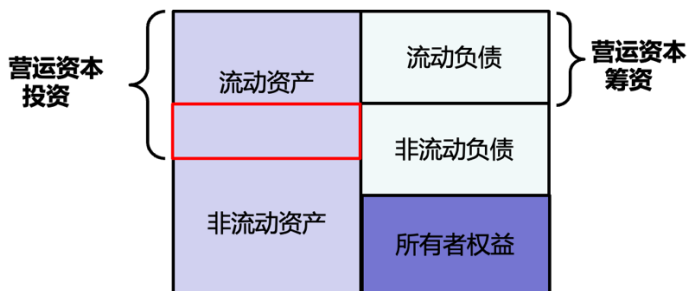 营运资本
投资
流动资产
非流动资产
流动负债
非流动负债
所有者权益
营运资本
筹资